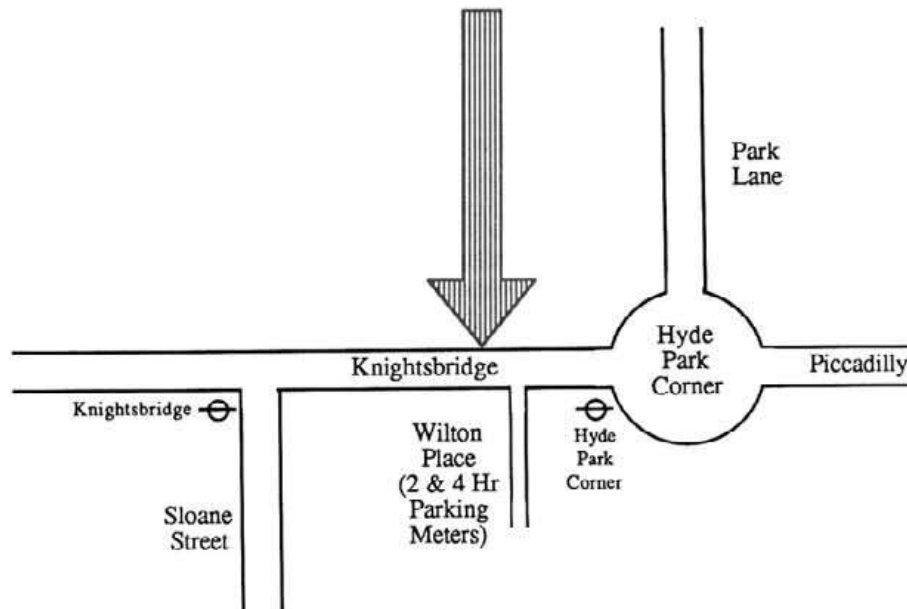 Park
Lane
Hyde
Park
Corner
Knightsbridge
Piccadilly
Knightsbridge
Wilton
Place
(2 & 4 Hr
Parking
Meters)
Hyde
Park
Corner
Sloane
Street